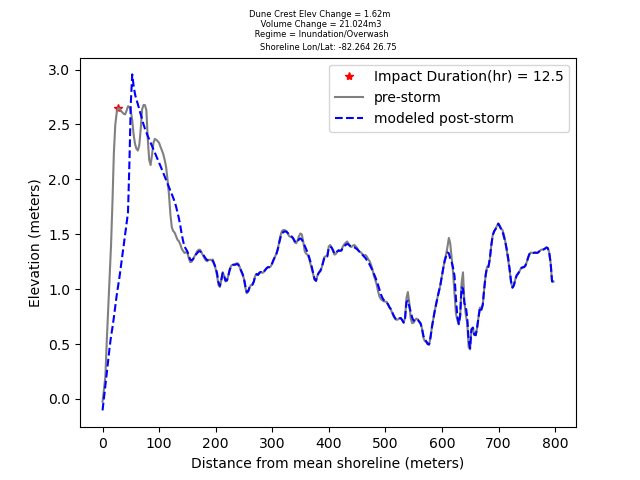 Dune Crest Elev Change = 1.62m
Volume Change = 21.024m3
Regime = Inundation/Overwash
Shoreline Lon/Lat: -82.264 26.75
Impact Duration(hr) = 12.5
pre-storm
modeled post-storm
3.0
2.5
2.0
1.5
1.0
0.5
0.0
Elevation (meters)
0 100 200 300 400 500 600 700 800
Distance from mean shoreline (meters)